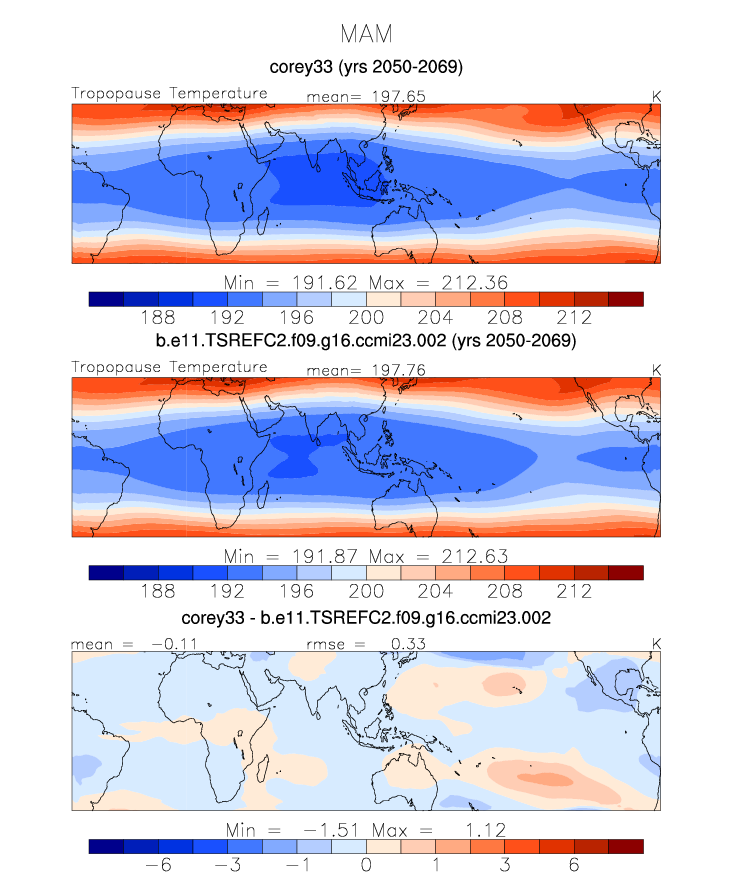 MAM
corey33 (yrs 2050-2069)
Tropopause Temperature mean= 197.65 K
Min = 191.62 Max = 212.36
188 192 196 200 204 208 212
b.e11.TSREFC2.f09.g16.ccmi23.002 (yrs 2050-2069)
Tropopause Temperature mean= 197.76 K
Min = 191.87 Max = 212.63
188 192 196 200 204 208 212
corey33 - b.e11.TSREFC2.f09.g16.ccmi23.002
mean = -0.11 rmse = 0.33 K
Min = -1.51 Max = 1.12
-6 -3 -1 0 1 3 6